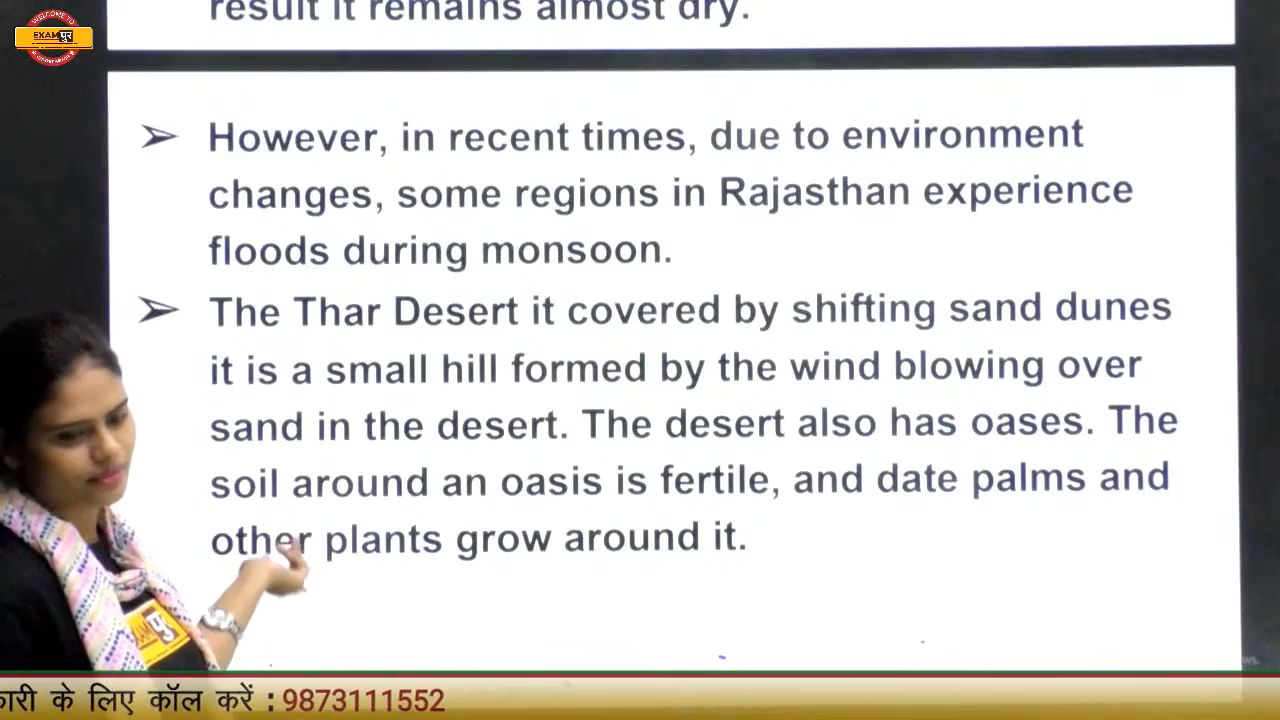 WELCOME TO
EXAM पुर
result it remains almost dry.
➢ However, in recent times, due to environment
changes, some regions in Rajasthan experience
floods during monsoon.
➢ The Thar Desert it covered by shifting sand dunes
it is a small hill formed by the wind blowing over
sand in the desert. The desert also has oases. The
soil around an oasis is fertile, and date palms and
other plants grow around it.
EXAM पुर
कारी के लिए कॉल करें : 9873111552